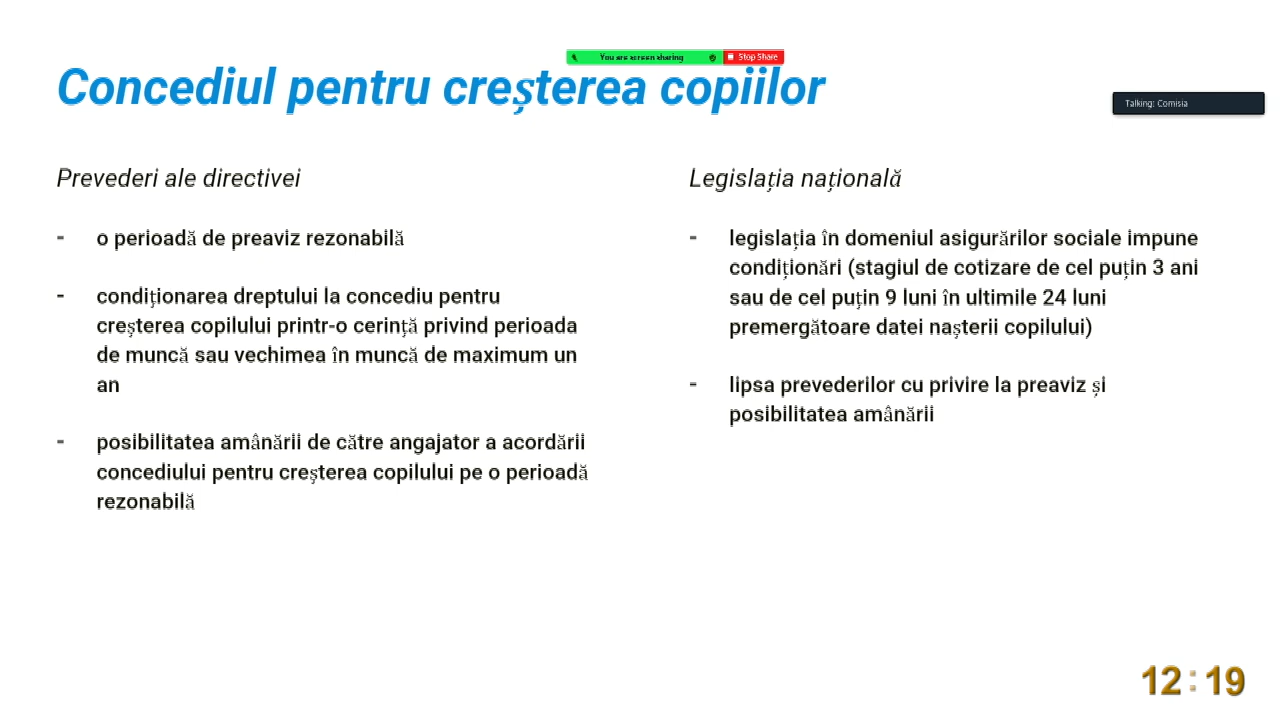 You are screen sharing
Stop Share
Concediul pentru creșterea copiilor
Talking: Comisia
Prevederi ale directivei
- o perioadă de preaviz rezonabilă
- condiționarea dreptului la concediu pentru
creșterea copilului printr-o cerință privind perioada
de muncă sau vechimea în muncă de maximum un
an
- posibilitatea amânării de către angajator a acordării
concediului pentru creșterea copilului pe o perioadă
rezonabilă
Legislația națională
- legislația în domeniul asigurărilor sociale impune
condiționări (stagiul de cotizare de cel puțin 3 ani
sau de cel puțin 9 luni în ultimile 24 luni
premergătoare datei nașterii copilului)
- lipsa prevederilor cu privire la preaviz și
posibilitatea amânării
12:19